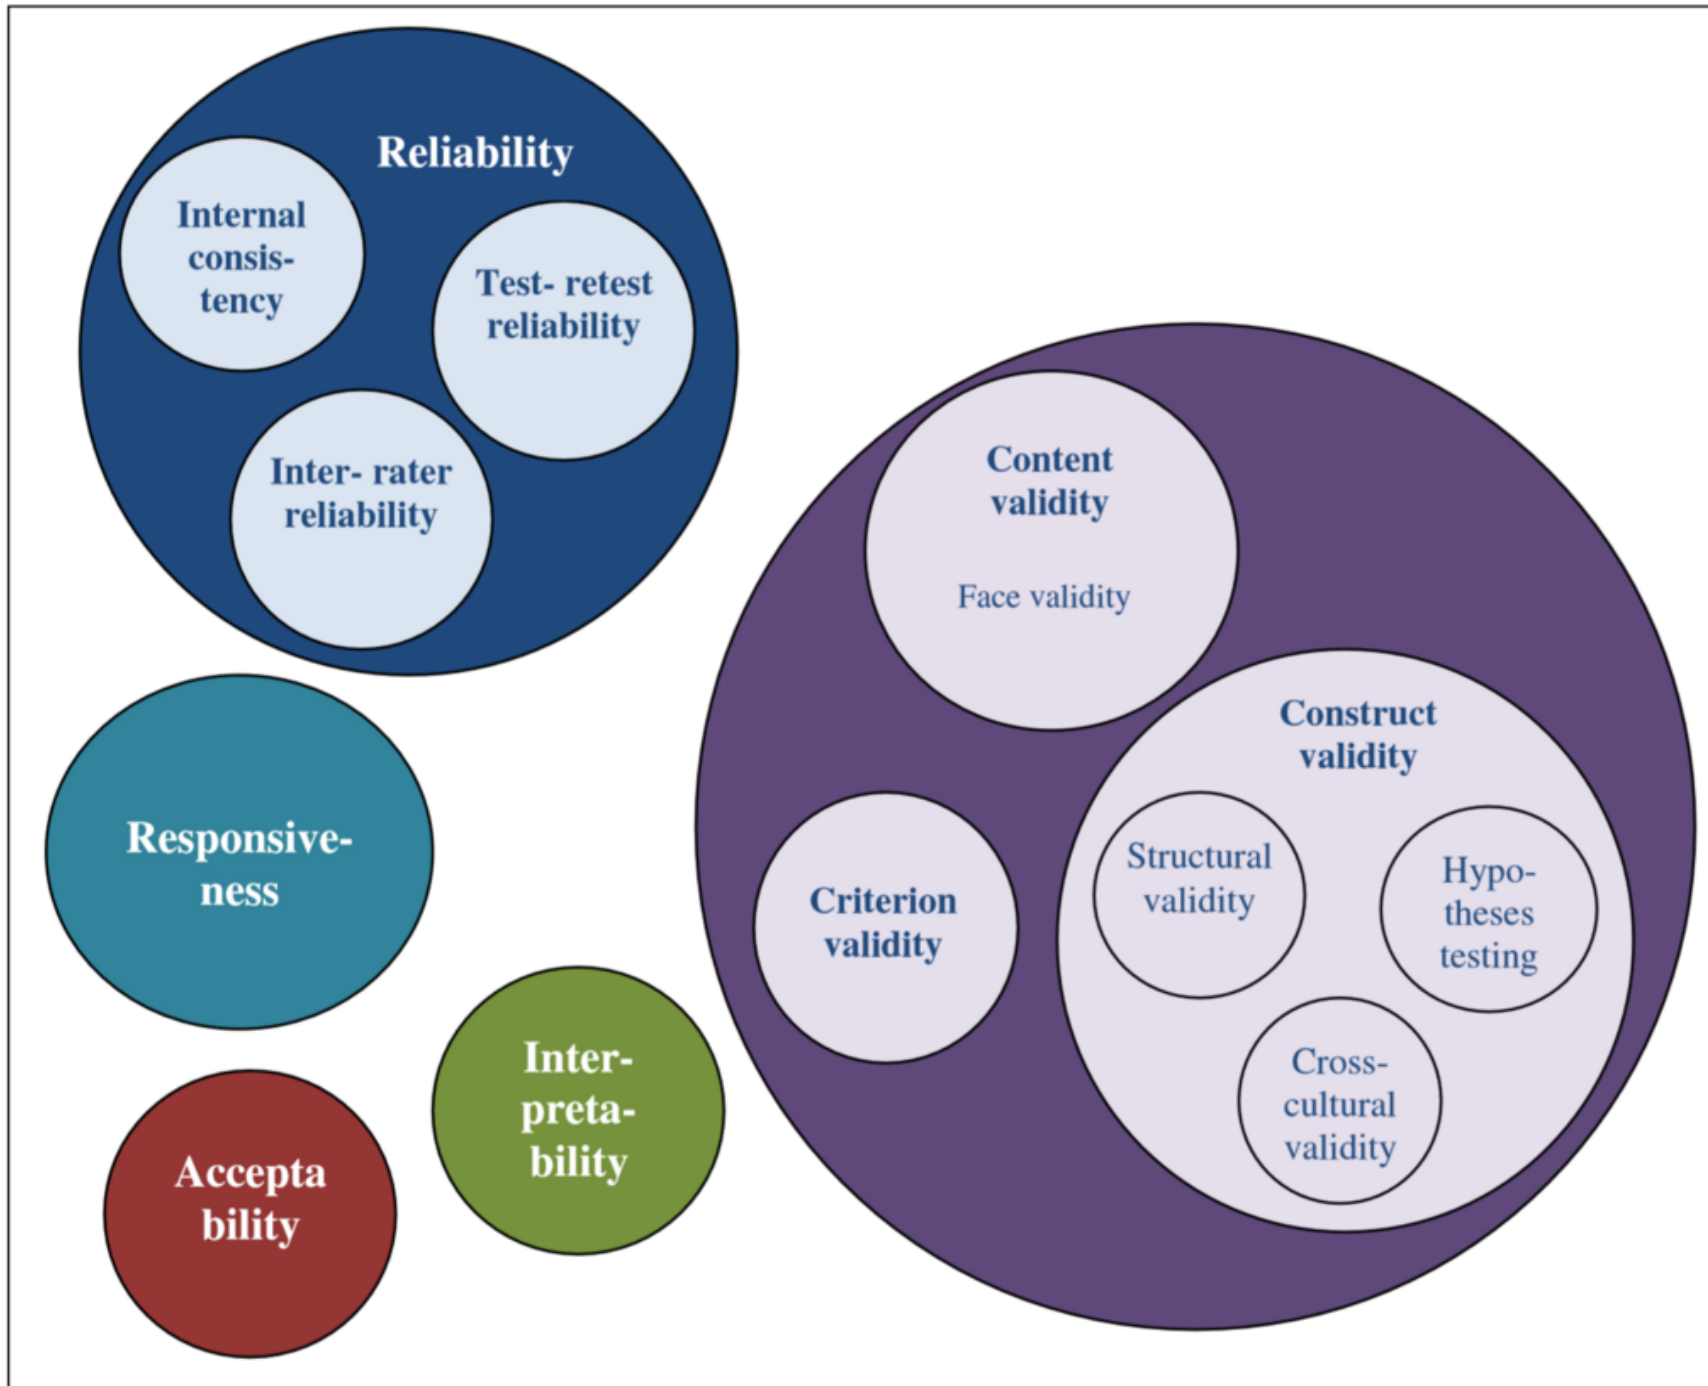 Reliability
Internal
consis-
tency
Test- retest
reliability
Inter- rater
reliability
Content
validity
Face validity
Construct
validity
Structural
validity
Hypo-
theses
testing
Cross-
cultural
validity
Criterion
validity
Responsive-
ness
Inter-
preta-
bility
Accepta
bility